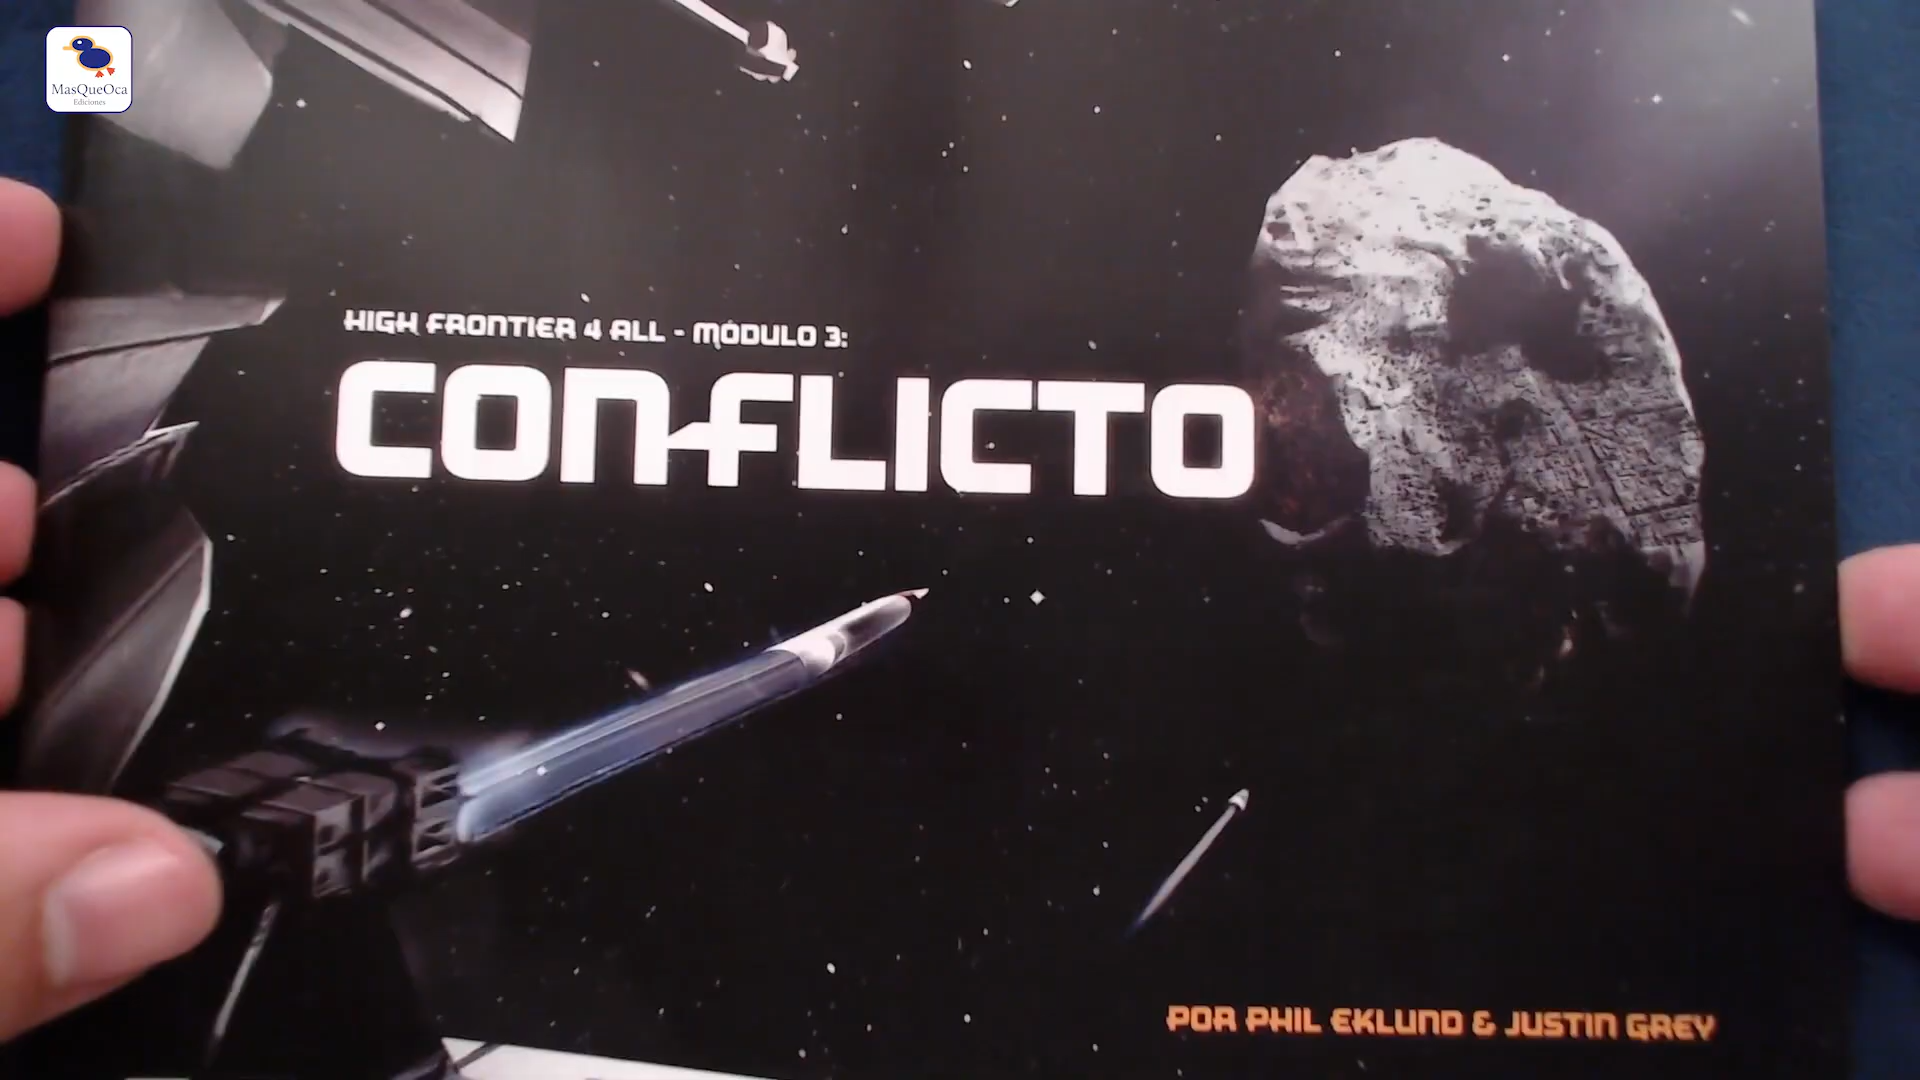 MasQueOca
Ediciones
HIGH FRONTIER 4 ALL - MÓDULO 3:
CONFLICTO
POR PHIL EKLUND & JUSTIN GREY